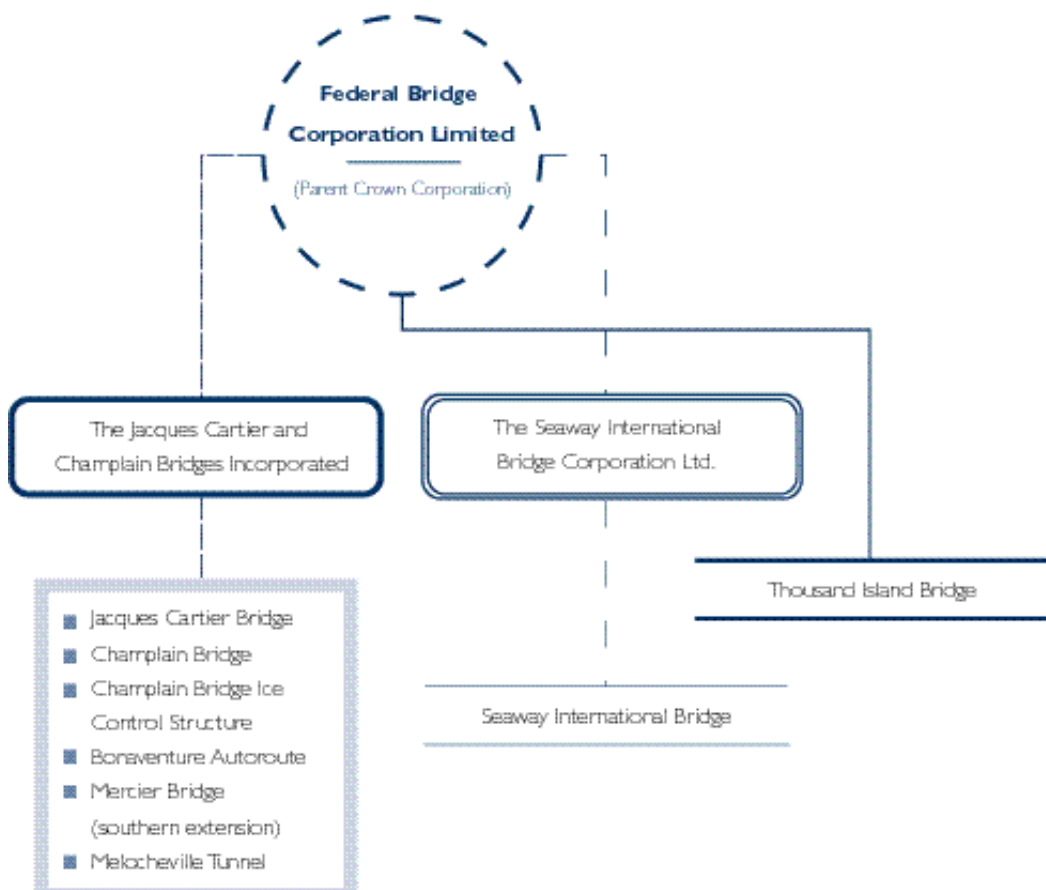 Federal Bridge
Corporation Limited
(Parent Crown Corporation)
The Jacques Cartier and
Champlain Bridges Incorporated
The Seaway International
Bridge Corporation Ltd.
Thousand Island Bridge
Jacques Cartier Bridge
Champlain Bridge
Champlain Bridge Ice
Control Structure
Bonaventure Autoroute
Mercier Bridge
(southern extension)
Melocheville Tunnel
Seaway International Bridge